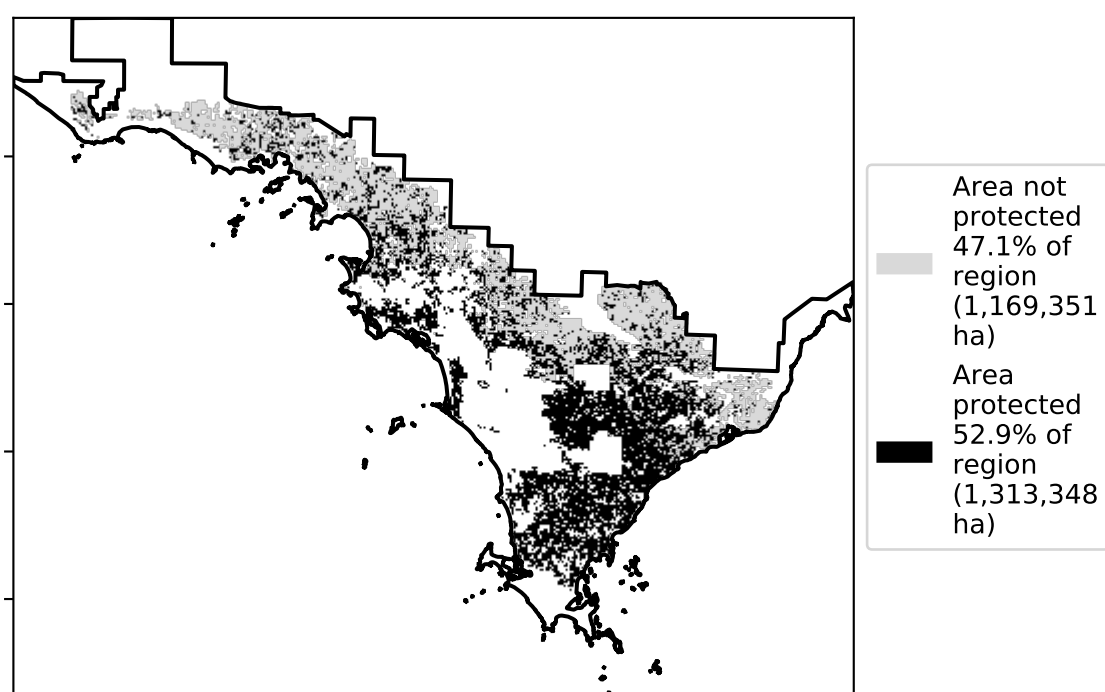 Area not
protected
47.1% of
region
(1,169,351
ha)
Area
protected
52.9% of
region
(1,313,348
ha)